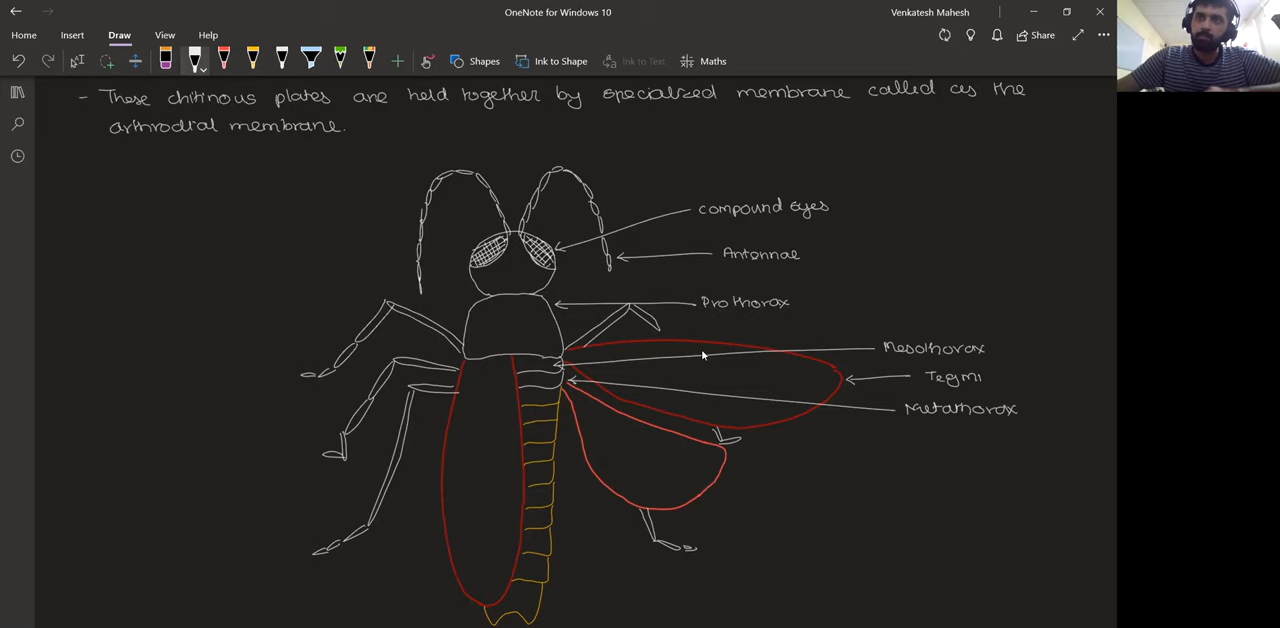 OneNote for Windows 10
Venkatesh Mahesh
Home Insert Draw View Help
Share
Shapes Ink to Shape Ink to Text Maths
- These chitinous plates are held together by specialized membrane called as the
arthrodial membrane.
compound Eyes
Antennae
Prothorax
Mesothorax
Tegmi
Metathorax